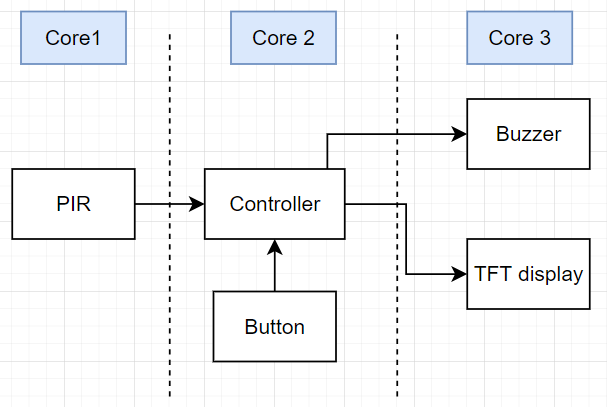 Core1
Core 2
Core 3
Buzzer
PIR
Controller
TFT display
Button